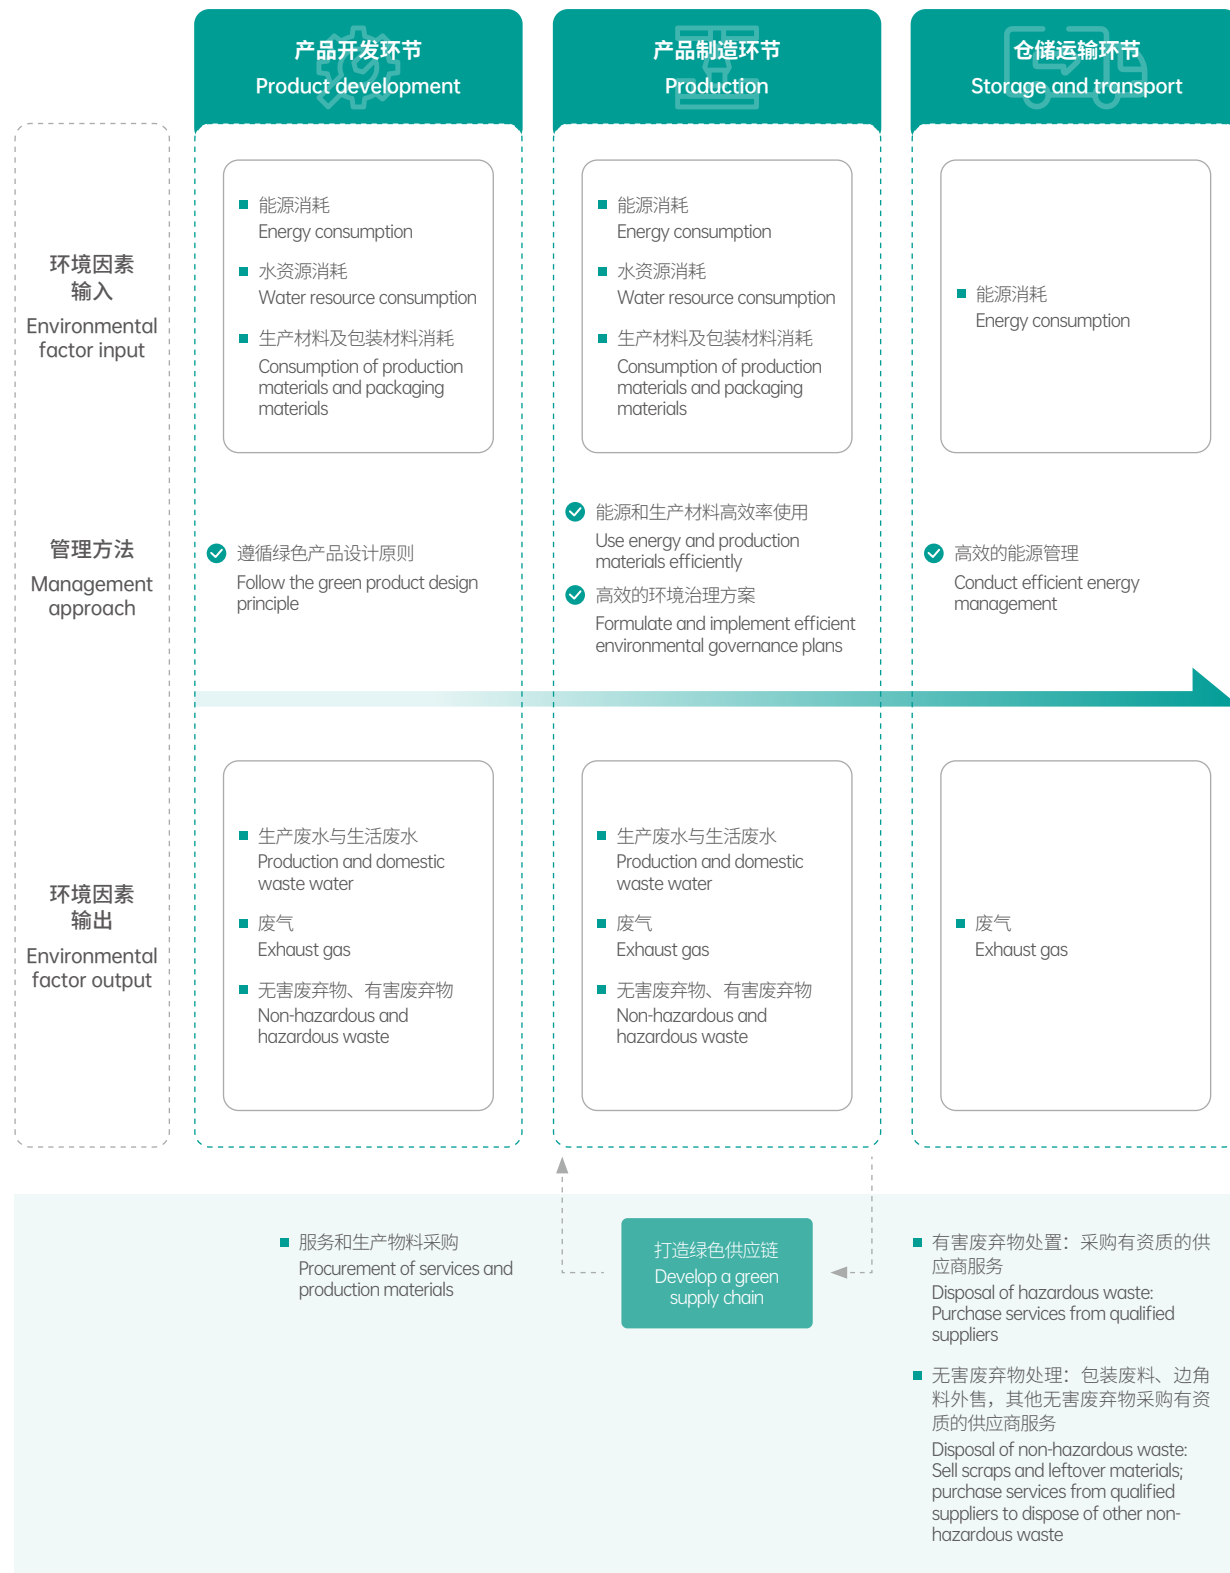 产品开发环节
Product development
产品制造环节
Production
仓储运输环节
Storage and transport
环境因素
输入
Environmental
factor input
能源消耗
Energy consumption
水资源消耗
Water resource consumption
生产材料及包装材料消耗
Consumption of production
materials and packaging
materials
能源消耗
Energy consumption
水资源消耗
Water resource consumption
生产材料及包装材料消耗
Consumption of production
materials and packaging
materials
能源消耗
Energy consumption
管理方法
Management
approach
遵循绿色产品设计原则
Follow the green product design
principle
能源和生产材料高效率使用
Use energy and production
materials efficiently
高效的环境治理方案
Formulate and implement efficient
environmental governance plans
高效的能源管理
Conduct efficient energy
management
环境因素
输出
Environmental
factor output
生产废水与生活废水
Production and domestic
waste water
废气
Exhaust gas
无害废弃物、有害废弃物
Non-hazardous and
hazardous waste
生产废水与生活废水
Production and domestic
waste water
废气
Exhaust gas
无害废弃物、有害废弃物
Non-hazardous and
hazardous waste
废气
Exhaust gas
服务和生产物料采购
Procurement of services and
production materials
打造绿色供应链
Develop a green
supply chain
有害废弃物处置：采购有资质的供
应商服务
Disposal of hazardous waste:
Purchase services from qualified
suppliers
无害废弃物处理：包装废料、边角
料外售，其他无害废弃物采购有资
质的供应商服务
Disposal of non-hazardous waste:
Sell scraps and leftover materials;
purchase services from qualified
suppliers to dispose of other non-
hazardous waste